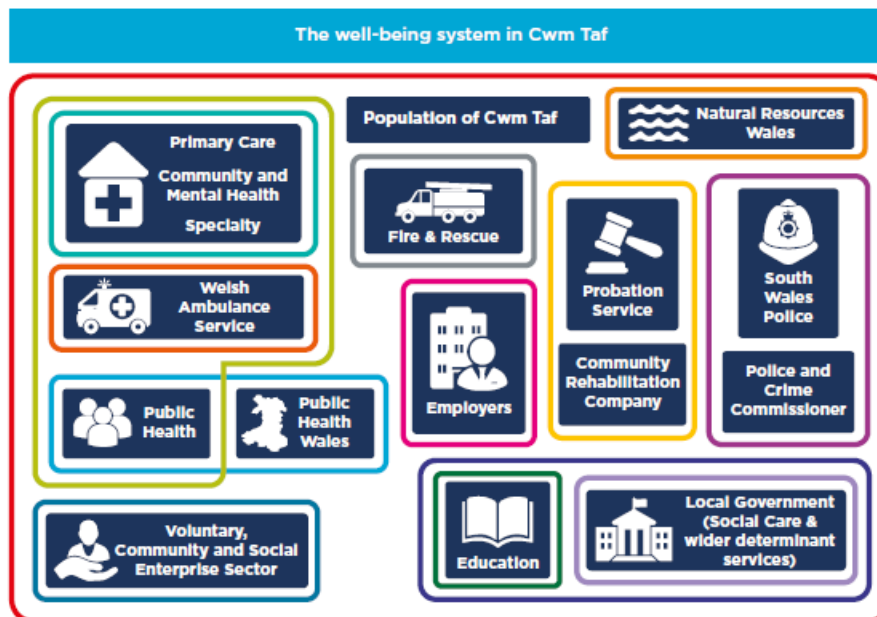 The well-being system in Cwm Taf
Population of Cwm Taf
Natural Resources
Wales
Primary Care
Community and
Mental Health
Specialty
Fire & Rescue
Probation
Service
South
Wales
Police
Welsh
Ambulance
Service
Employers
Community
Rehabilitation
Company
Police and
Crime
Commissioner
Public
Health
Public
Health
Wales
Voluntary,
Community and Social
Enterprise Sector
Education
Local Government
(Social Care &
wider determinant
services)